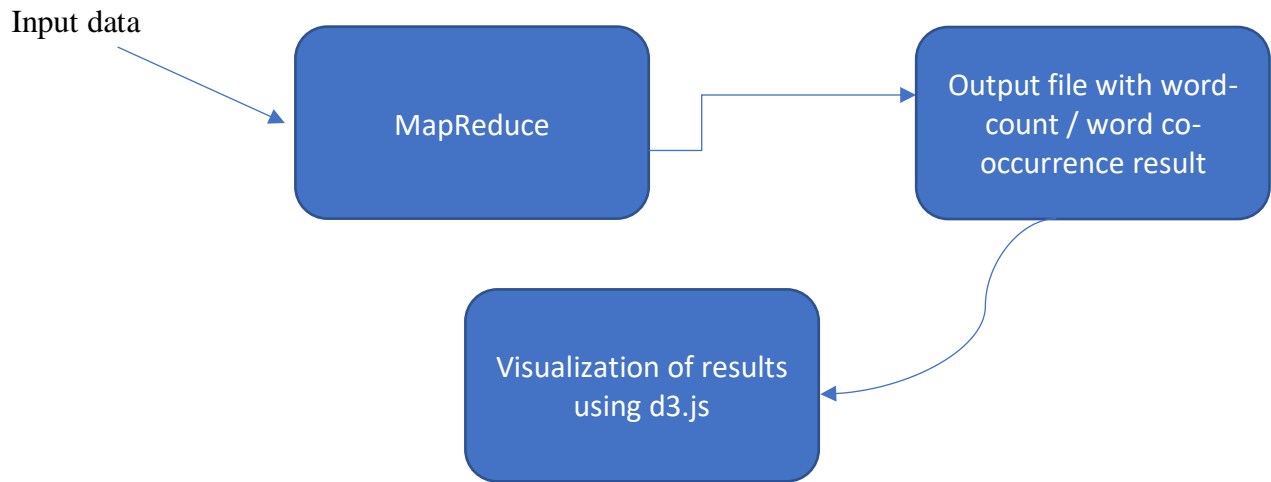 Input data
MapReduce
Output file with word-
count / word co-
occurrence result
Visualization of results
using d3.js